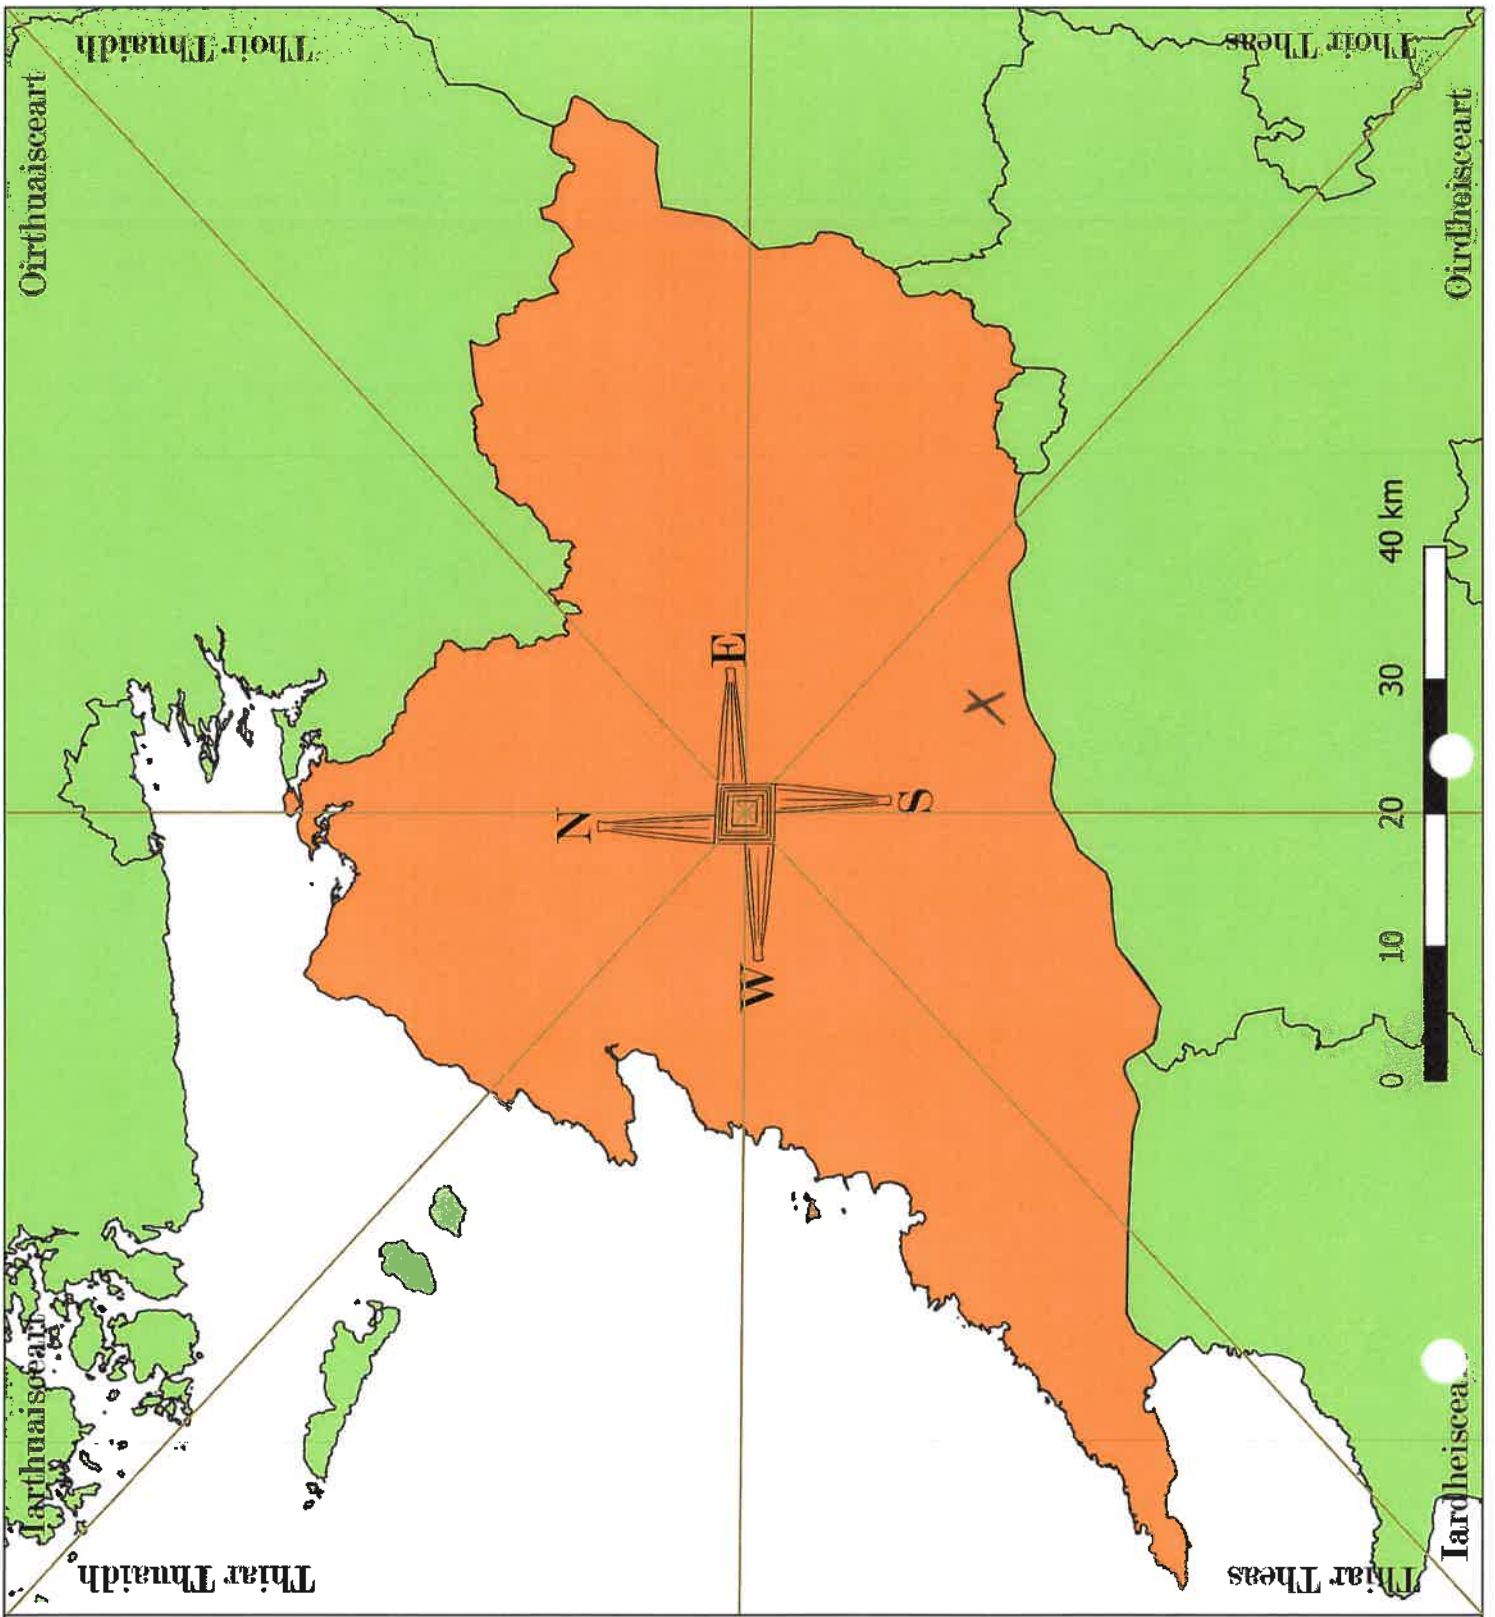 Thoir Thuaidh
Oirthuaisceart
Thoir Theas
Oirdheisceart
N
E
S
W
X
0 10 20 30 40 km
Iarthuaisceart
Thiar Thuaidh
Thiar Theas
Iardheiscea